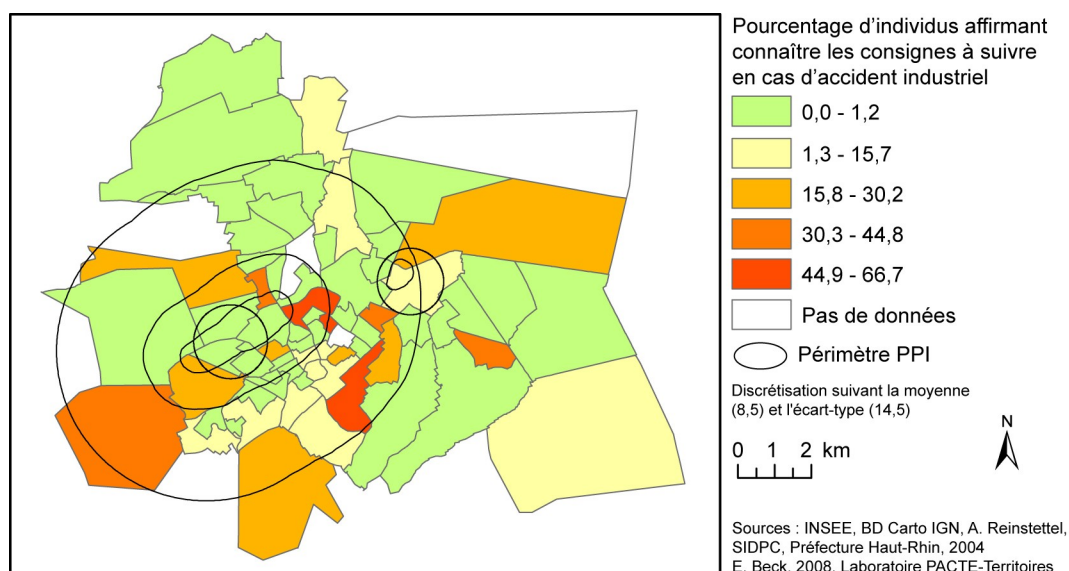 Pourcentage d'individus affirmant
connaître les consignes à suivre
en cas d'accident industriel
0,0 - 1,2
1,3 - 15,7
15,8 - 30,2
30,3 - 44,8
44,9 - 66,7
Pas de données
Périmètre PPI
Discrétisation suivant la moyenne
(8,5) et l'écart-type (14,5)
N
0 1 2 km
Sources : INSEE, BD Carto IGN, A. Reinstettel,
SIDPC, Préfecture Haut-Rhin, 2004
E. Beck, 2008, Laboratoire PACTE-Territoires